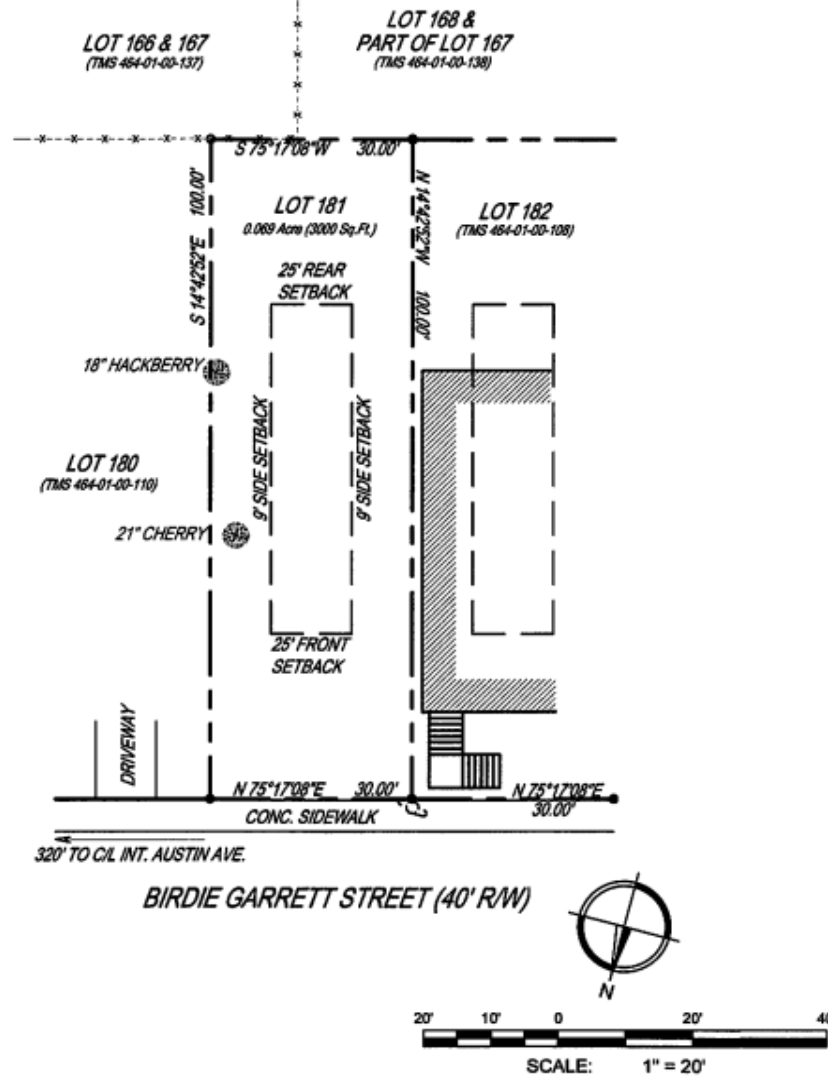 LOT 166 & 167
(TMS 464-01-00-137)
LOT 168 &
PART OF LOT 167
(TMS 464-01-00-138)
S 75°17'08"W 30.00'
S 14°42'52"E 100.00'
N 14°42'52"W 100.00'
LOT 181
0.069 Acre (3000 Sq.Ft.)
LOT 182
(TMS 464-01-00-108)
25' REAR
SETBACK
18" HACKBERRY
9' SIDE SETBACK
9' SIDE SETBACK
LOT 180
(TMS 464-01-00-110)
21" CHERRY
25' FRONT
SETBACK
DRIVEWAY
N 75°17'08"E 30.00'
N 75°17'08"E
30.00'
CONC. SIDEWALK
320' TO C/L INT. AUSTIN AVE.
BIRDIE GARRETT STREET (40' R/W)
N
20' 10' 0 20' 40
SCALE: 1" = 20'